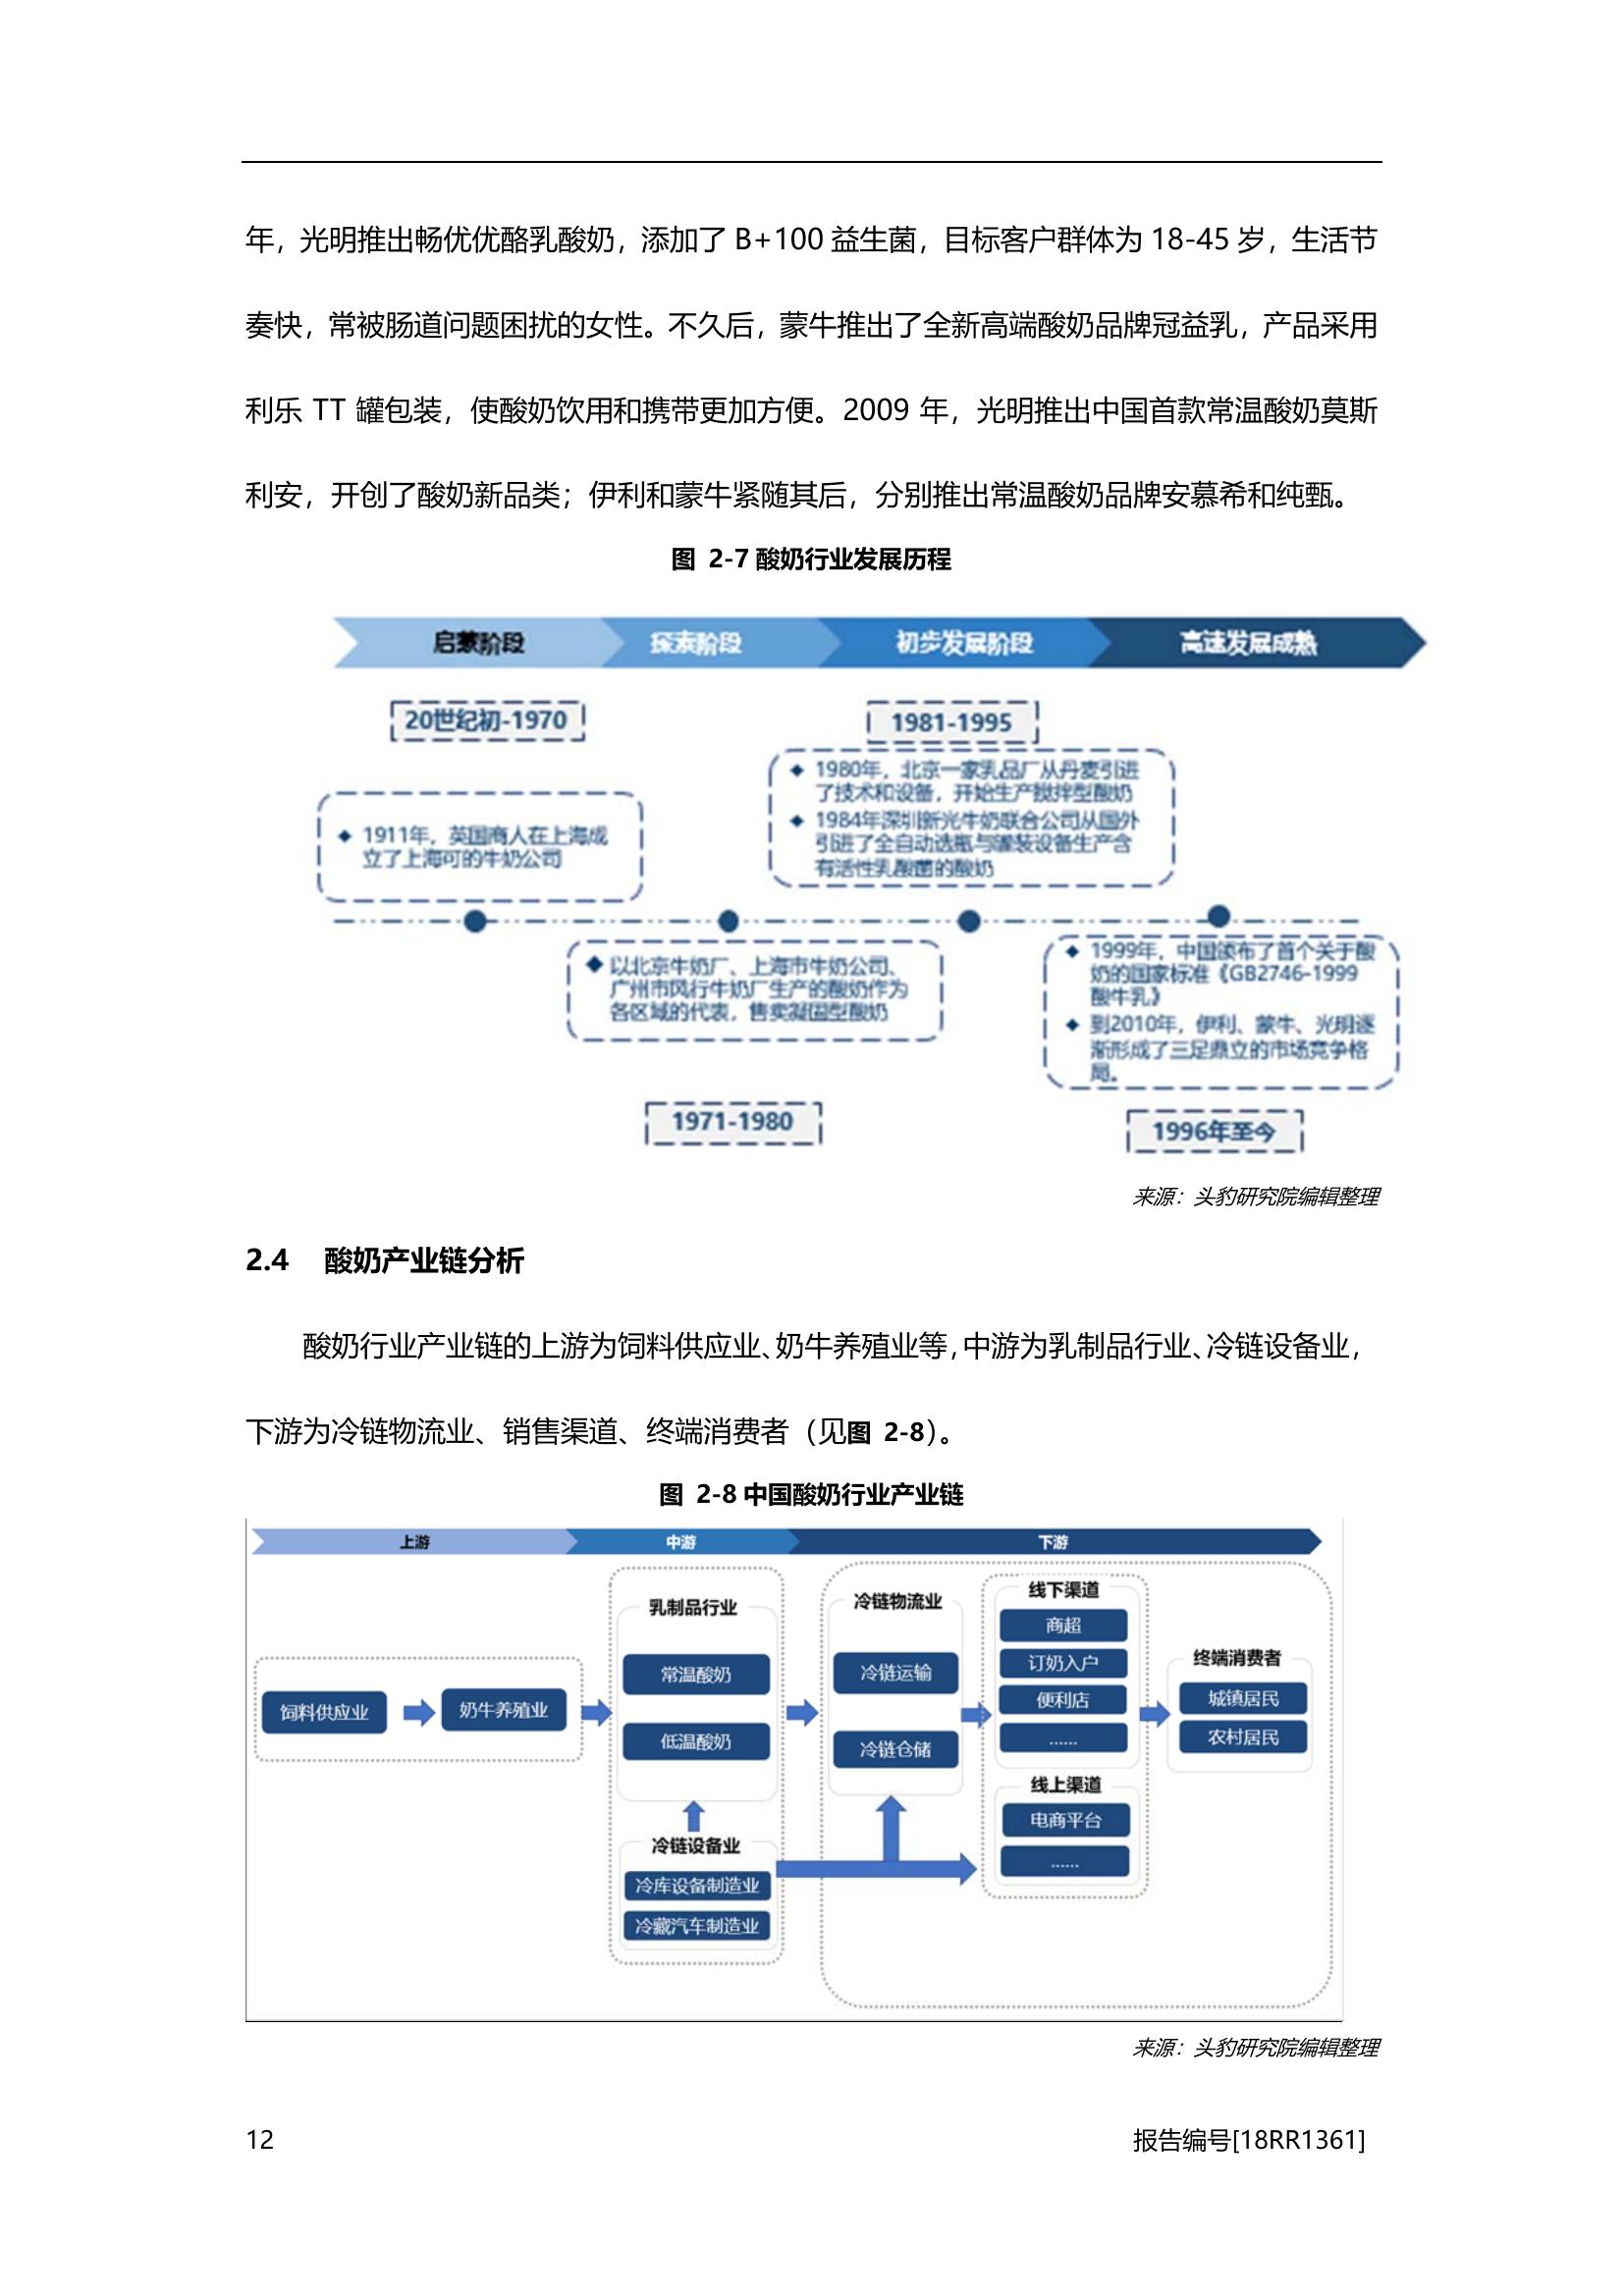 年，光明推出畅优优酪乳酸奶，添加了 B+100 益生菌，目标客户群体为 18-45 岁，生活节
奏快，常被肠道问题困扰的女性。不久后，蒙牛推出了全新高端酸奶品牌冠益乳，产品采用
利乐 TT 罐包装，使酸奶饮用和携带更加方便。2009 年，光明推出中国首款常温酸奶莫斯
利安，开创了酸奶新品类；伊利和蒙牛紧随其后，分别推出常温酸奶品牌安慕希和纯甄。
图 2-7 酸奶行业发展历程
启蒙阶段
探索阶段
初步发展阶段
高速发展成熟
20世纪初-1970
1981-1995
◆ 1911年，英国商人在上海成
立了上海可的牛奶公司
◆ 1980年，北京一家乳品厂从丹麦引进
了技术和设备，开始生产搅拌型酸奶
◆ 1984年深圳新光牛奶联合公司从国外
引进了全自动选瓶与罐装设备生产含
有活性乳酸菌的酸奶
◆ 以北京牛奶厂、上海市牛奶公司、
广州市风行牛奶厂生产的酸奶作为
各区域的代表，售卖凝固型酸奶
◆ 1999年，中国颁布了首个关于酸
奶的国家标准《GB2746-1999
酸牛乳》
◆ 到2010年，伊利、蒙牛、光明逐
渐形成了三足鼎立的市场竞争格
局。
1971-1980
1996年至今
来源：头豹研究院编辑整理
2.4 酸奶产业链分析
酸奶行业产业链的上游为饲料供应业、奶牛养殖业等，中游为乳制品行业、冷链设备业，
下游为冷链物流业、销售渠道、终端消费者（见图 2-8）。
图 2-8 中国酸奶行业产业链
上游
中游
下游
饲料供应业
奶牛养殖业
乳制品行业
常温酸奶
低温酸奶
冷链设备业
冷库设备制造业
冷藏汽车制造业
冷链物流业
冷链运输
冷链仓储
线下渠道
商超
订奶入户
便利店
......
线上渠道
电商平台
......
终端消费者
城镇居民
农村居民
来源：头豹研究院编辑整理
12
报告编号[18RR1361]